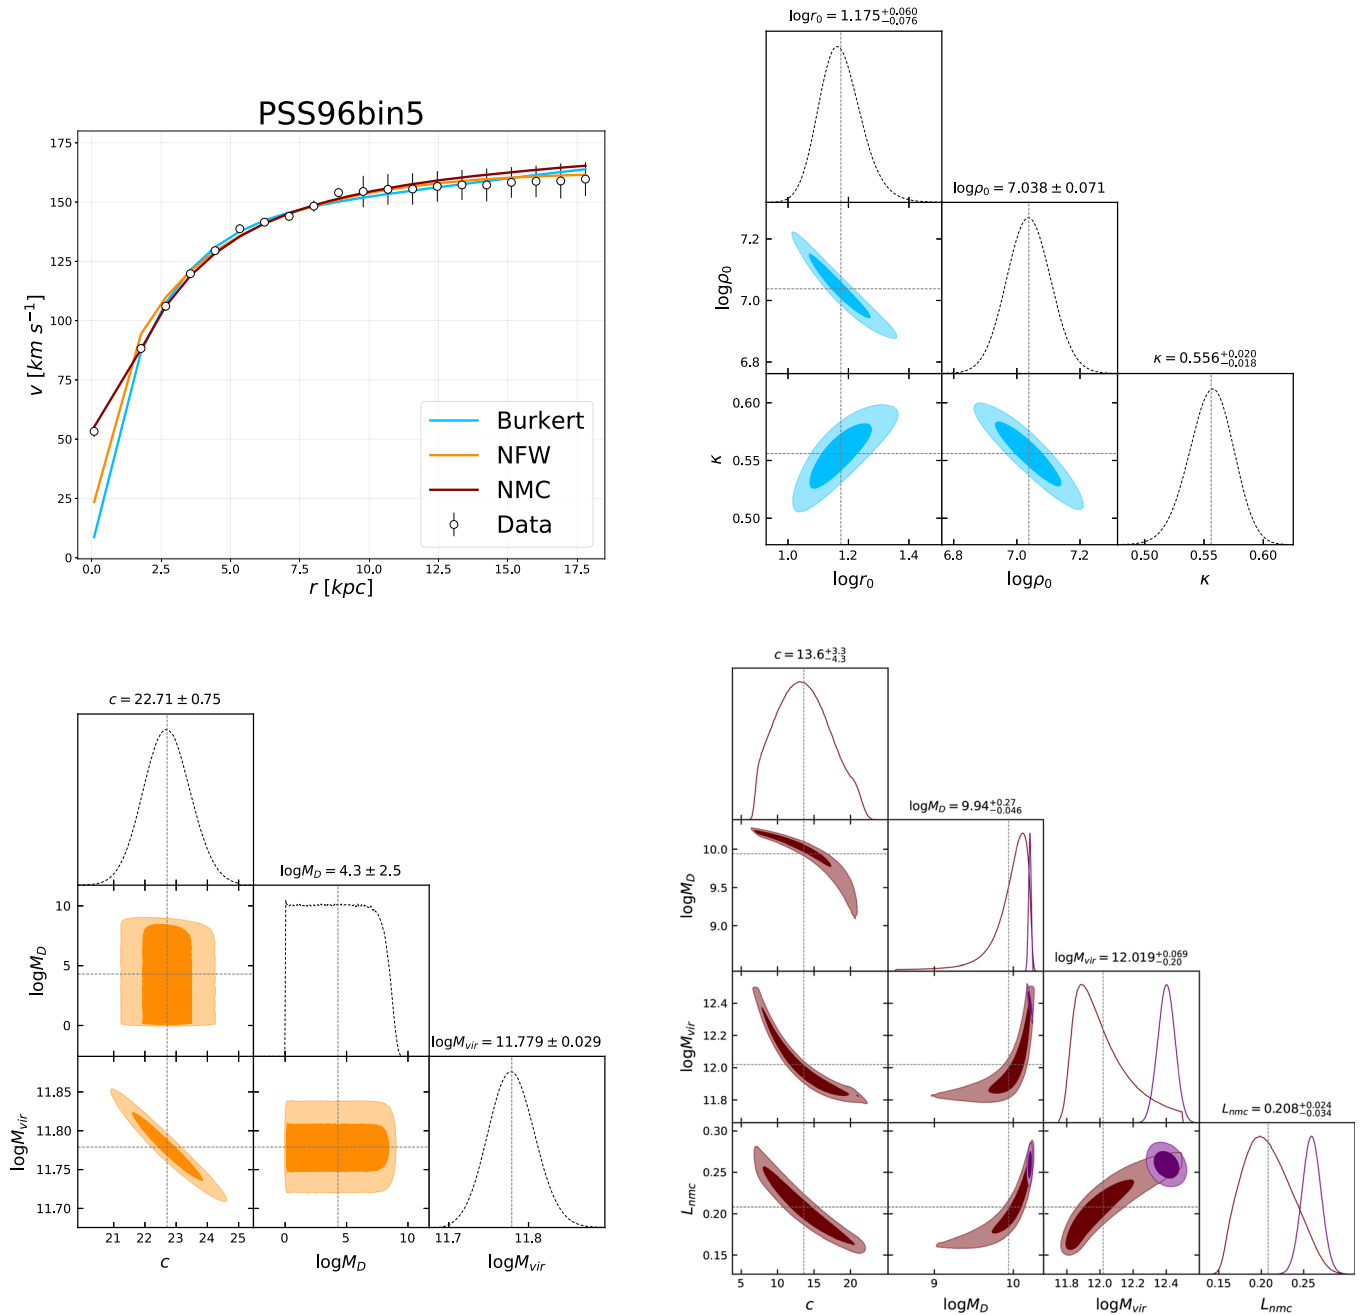 PSS96bin5
v [km s⁻¹]
175
150
125
100
75
50
25
0
Burkert
NFW
NMC
Data
0.0 2.5 5.0 7.5 10.0 12.5 15.0 17.5
r [kpc]
logr₀ = 1.175⁺⁰·⁰⁶⁰₋₀.₀₇₆
logρ₀ = 7.038 ± 0.071
logρ₀
7.2
7.0
6.8
κ = 0.556⁺⁰·⁰²⁰₋₀.₀₁₈
κ
0.60
0.55
0.50
1.0 1.2 1.4 6.8 7.0 7.2 0.50 0.55 0.60
logr₀ logρ₀ κ
c = 22.71 ± 0.75
logM_D = 4.3 ± 2.5
logM_D
10
5
0
logM_vir = 11.779 ± 0.029
logM_vir
11.85
11.80
11.75
11.70
21 22 23 24 25 0 5 10 11.7 11.8
c logM_D logM_vir
c = 13.6⁺³·³₋₄.₃
logM_D = 9.94⁺⁰·²⁷₋₀.₀₄₆
logM_D
10.0
9.5
9.0
logM_vir = 12.019⁺⁰·⁰⁶⁹₋₀.₂₀
logM_vir
12.4
12.2
12.0
11.8
L_nmc = 0.208⁺⁰·⁰²⁴₋₀.₀₃₄
L_nmc
0.30
0.25
0.20
0.15
5 10 15 20 9 10 11.8 12.0 12.2 12.4 0.15 0.20 0.25
c logM_D logM_vir L_nmc